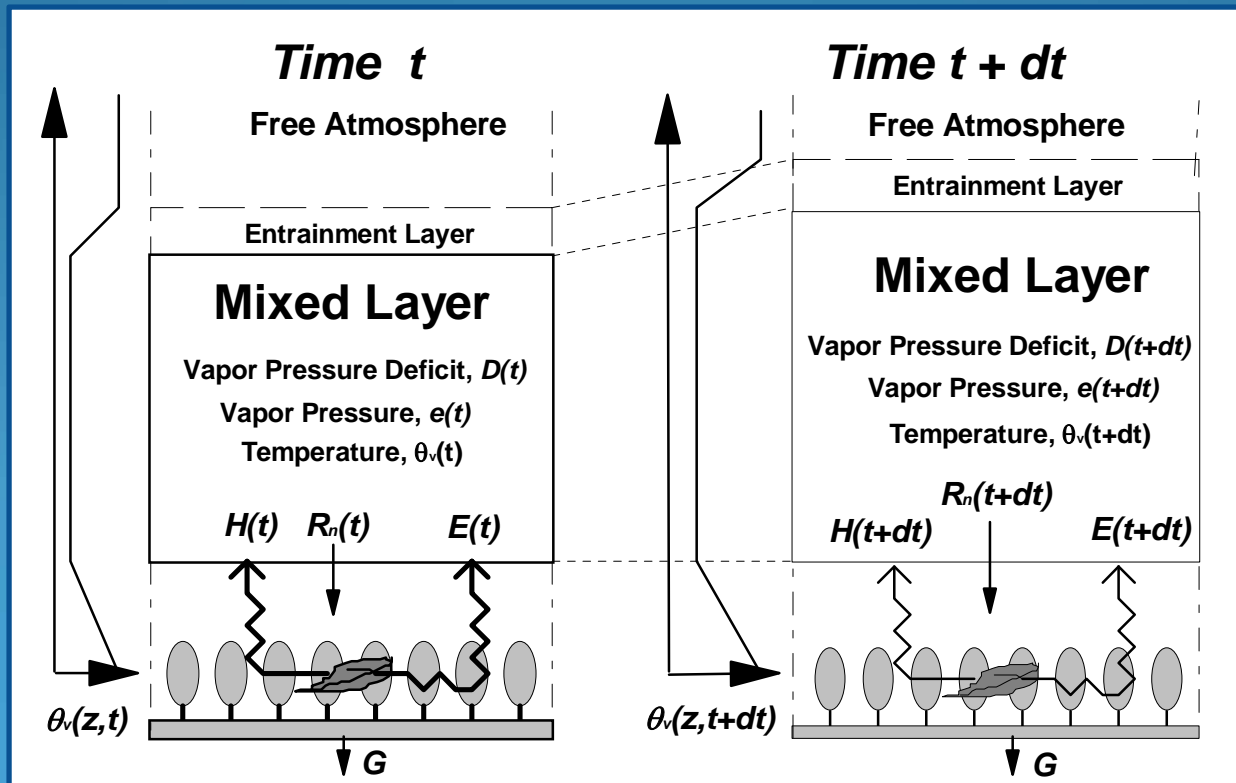 Time t
Free Atmosphere
Entrainment Layer
Mixed Layer
Vapor Pressure Deficit, D(t)
Vapor Pressure, e(t)
Temperature, θv(t)
H(t) Rn(t) E(t)
θv(z,t)
G
Time t + dt
Free Atmosphere
Entrainment Layer
Mixed Layer
Vapor Pressure Deficit, D(t+dt)
Vapor Pressure, e(t+dt)
Temperature, θv(t+dt)
Rn(t+dt)
H(t+dt) E(t+dt)
θv(z,t+dt)
G